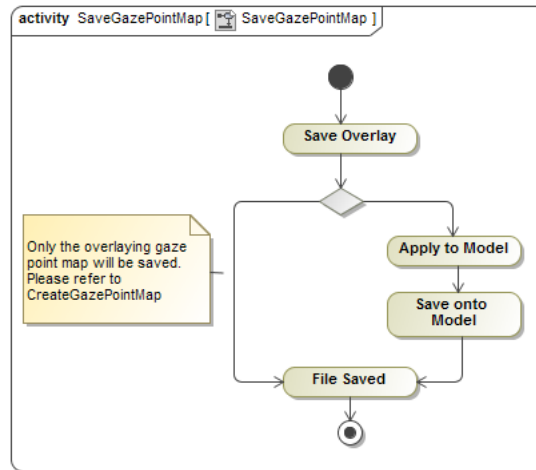 activity SaveGazePointMap [ SaveGazePointMap ]
Save Overlay
Only the overlaying gaze
point map will be saved.
Please refer to
CreateGazePointMap
Apply to Model
Save onto
Model
File Saved